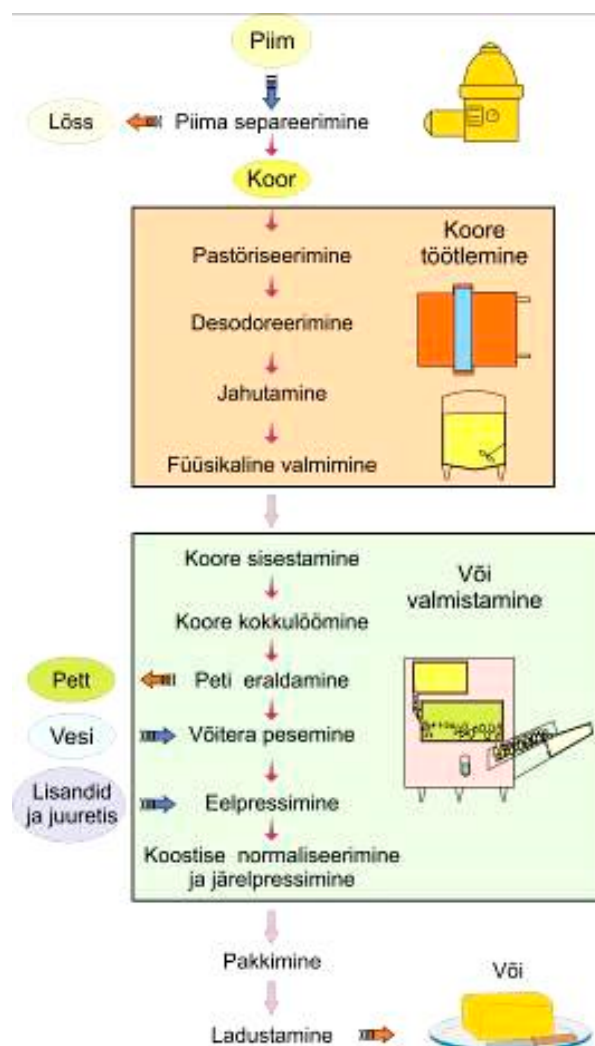 Piim
Lõss
Piima separeerimine
Koor
Koore
töötlemine
Pastöriseerimine
Desodoreerimine
Jahutamine
Füüsikaline valmimine
Või
valmistamine
Koore sisestamine
Koore kokkulöömine
Pett
Peti eraldamine
Vesi
Võitera pesemine
Lisandid
ja juuretis
Eelpressimine
Koostise normaliseerimine
ja järelpressimine
Pakkimine
Või
Ladustamine